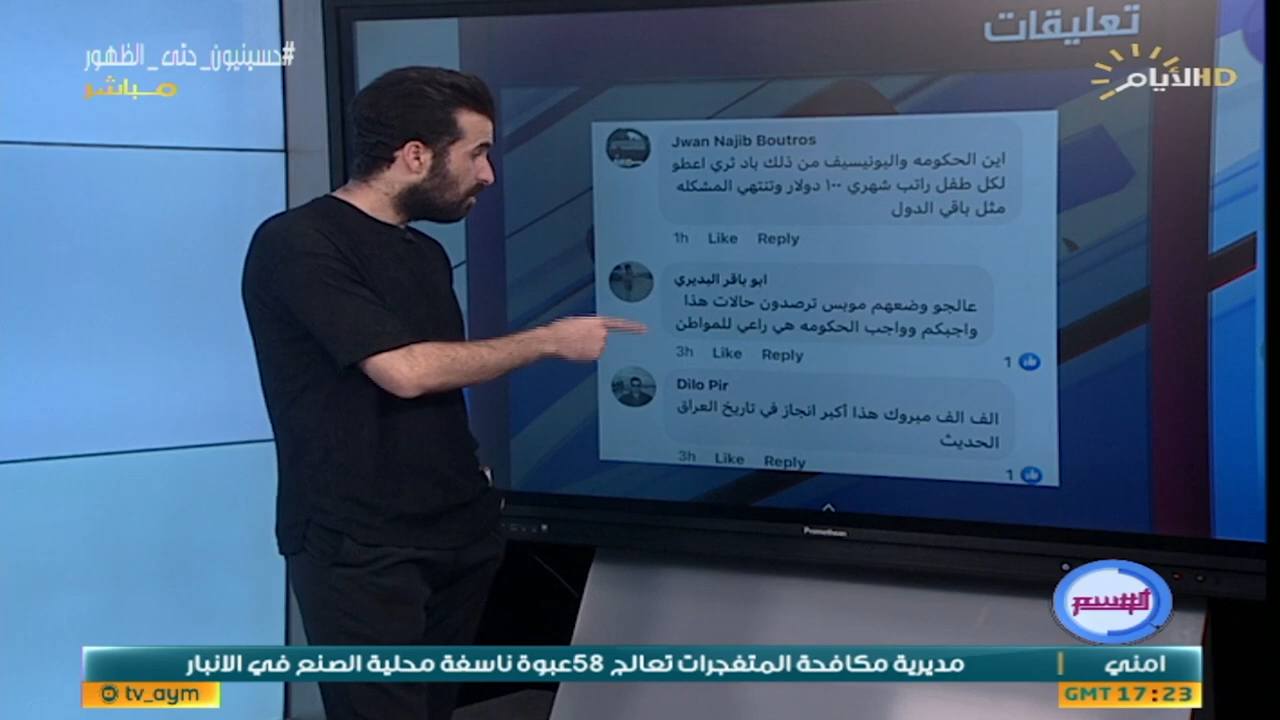 #حسينيون_حتى_الظهور
مباشر
تعليقات
الأيام HD
Jwan Najib Boutros
اين الحكومه واليونيسيف من ذلك باد ثري اعطو
لكل طفل راتب شهري ١٠٠ دولار وتنتهي المشكله
مثل باقي الدول
1h Like Reply
ابو باقر البديري
عالجو وضعهم موبس ترصدون حالات هذا
واجبكم وواجب الحكومه هي راعي للمواطن
3h Like Reply
1
Dilo Pir
الف الف مبروك هذا أكبر انجاز في تاريخ العراق
الحديث
3h Like Reply
1
Promethean
امني
مديرية مكافحة المتفجرات تعالج 58عبوة ناسفة محلية الصنع في الانبار
tv_aym
GMT 17:23